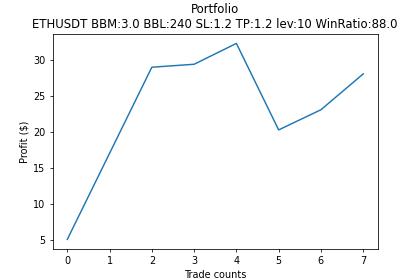 Portfolio
ETHUSDT BBM:3.0 BBL:240 SL:1.2 TP:1.2 lev:10 WinRatio:88.0
Profit ($)
30
25
20
15
10
5
0 1 2 3 4 5 6 7
Trade counts